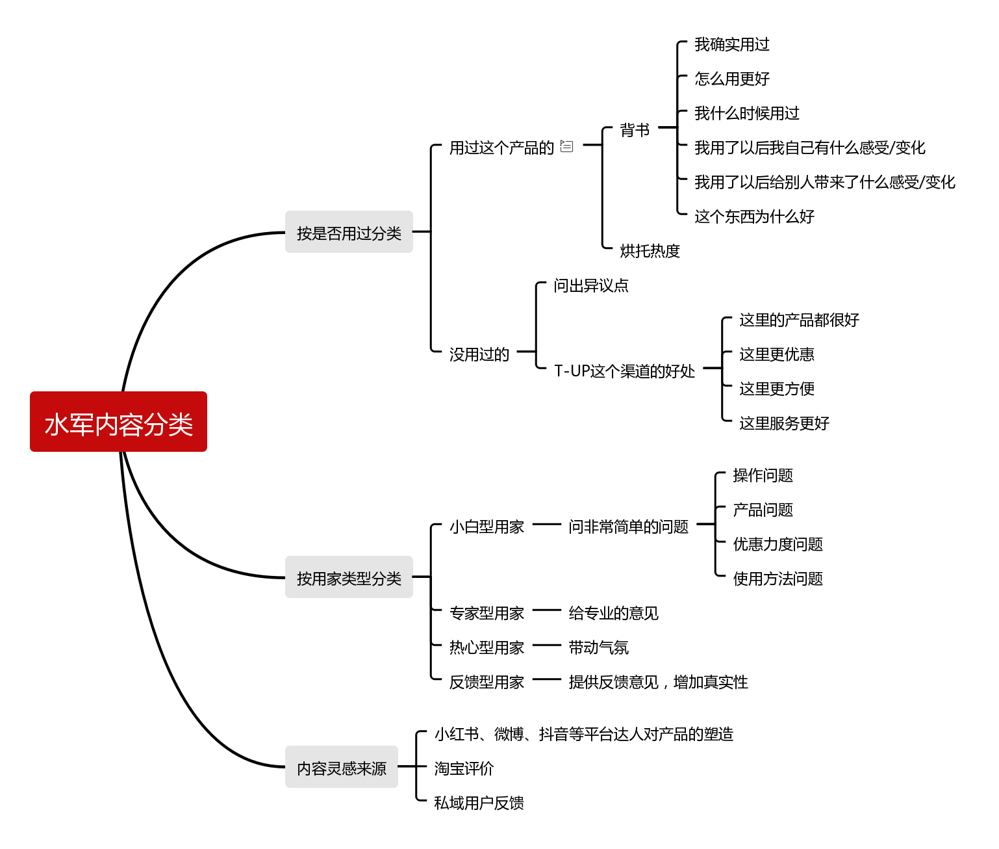 水军内容分类
按是否用过分类
用过这个产品的
背书
我确实用过
怎么用更好
我什么时候用过
我用了以后我自己有什么感受/变化
我用了以后给别人带来了什么感受/变化
这个东西为什么好
烘托热度
没用过的
问出异议点
T-UP这个渠道的好处
这里的产品都很好
这里更优惠
这里更方便
这里服务更好
按用家类型分类
小白型用家
问非常简单的问题
操作问题
产品问题
优惠力度问题
使用方法问题
专家型用家
给专业的意见
热心型用家
带动气氛
反馈型用家
提供反馈意见，增加真实性
内容灵感来源
小红书、微博、抖音等平台达人对产品的塑造
淘宝评价
私域用户反馈